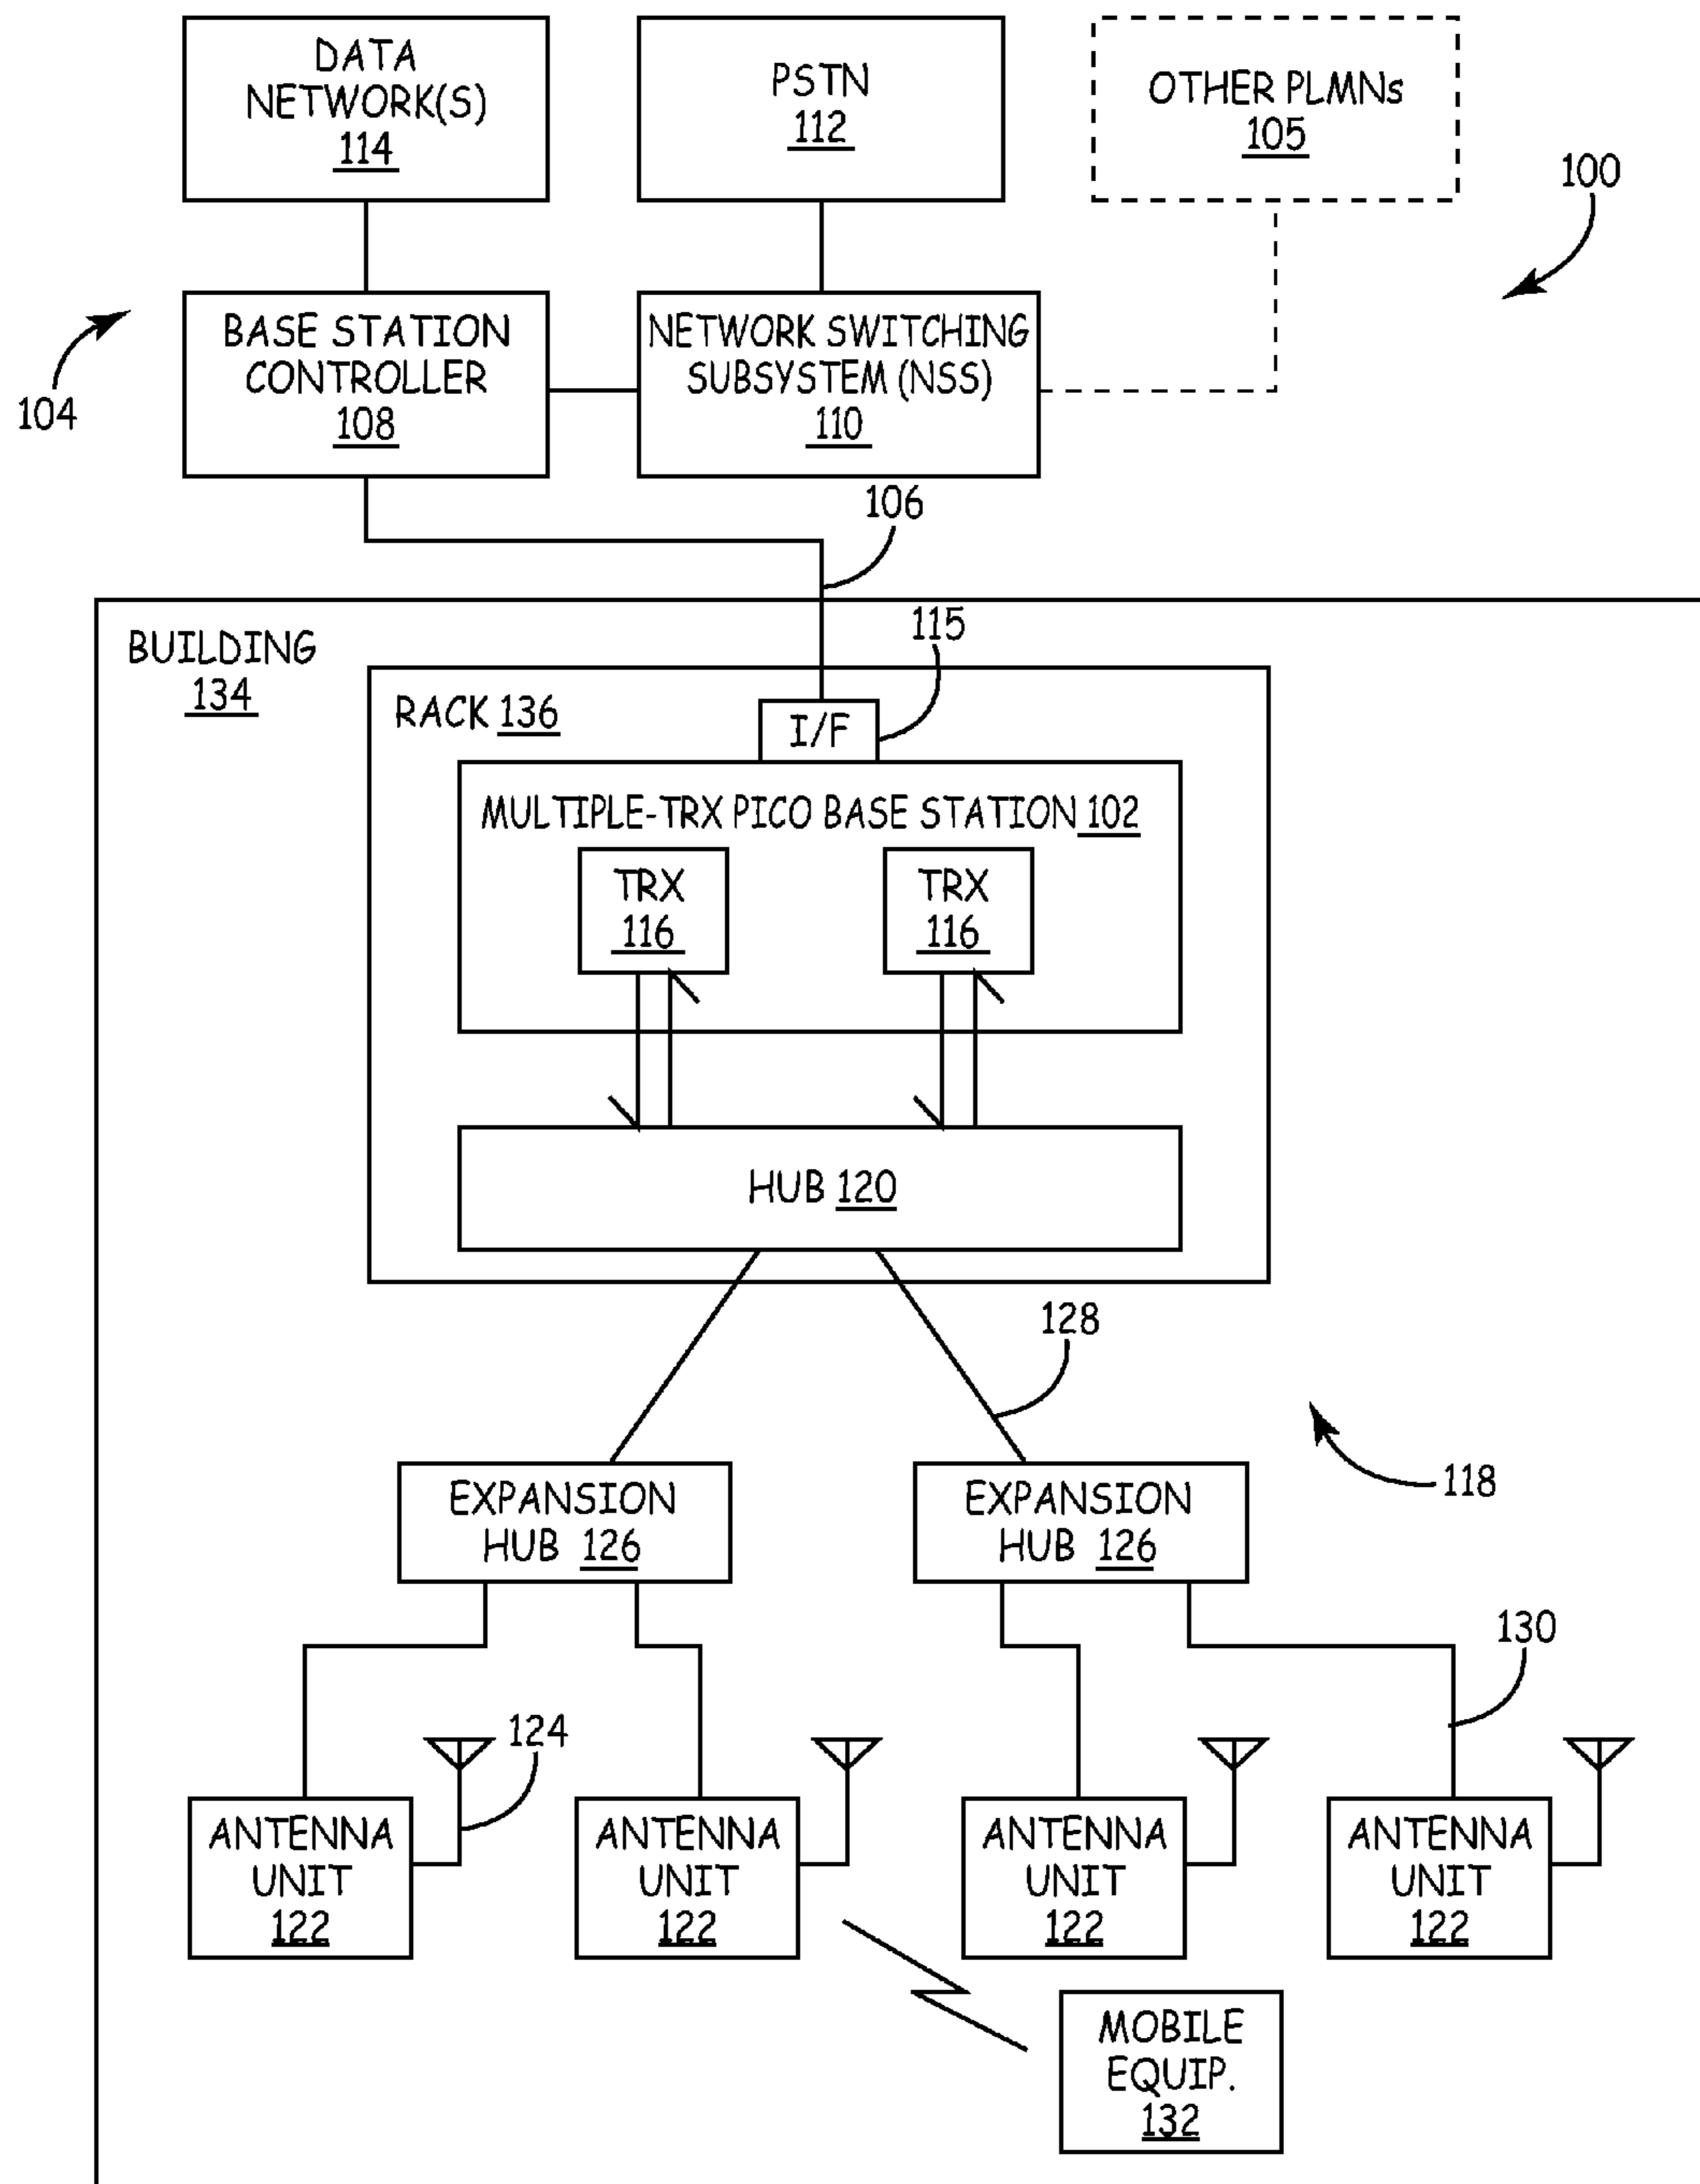 DATA
NETWORK(S)
114
PSTN
112
OTHER PLMNs
105
100
BASE STATION
CONTROLLER
108
NETWORK SWITCHING
SUBSYSTEM (NSS)
110
104
106
BUILDING
134
115
RACK 136
I/F
MULTIPLE-TRX PICO BASE STATION 102
TRX
116
TRX
116
HUB 120
128
118
EXPANSION
HUB 126
EXPANSION
HUB 126
130
124
ANTENNA
UNIT
122
ANTENNA
UNIT
122
ANTENNA
UNIT
122
ANTENNA
UNIT
122
MOBILE
EQUIP.
132